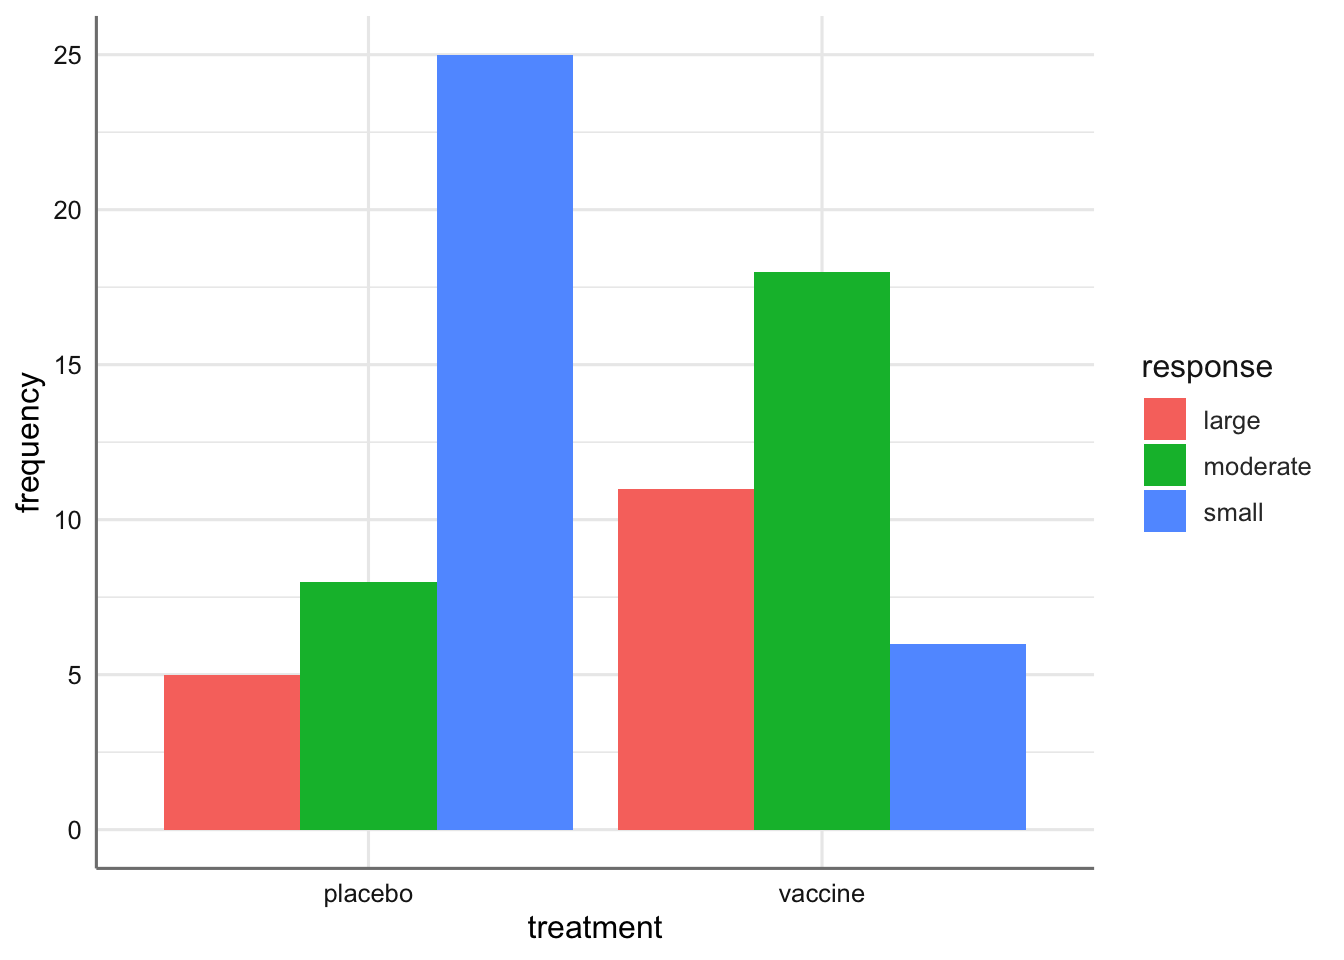 25
20
15
10
5
0
frequency
placebo
vaccine
treatment
response
large
moderate
small